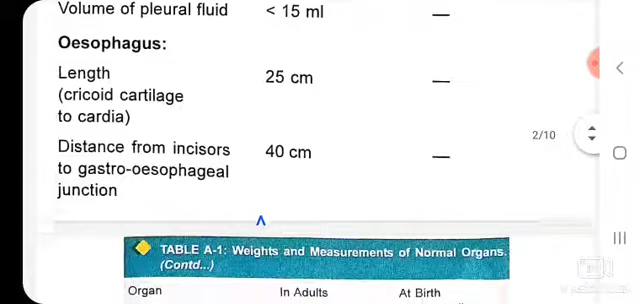 Volume of pleural fluid < 15 ml —
Oesophagus:
Length 25 cm —
(cricoid cartilage
to cardia)
Distance from incisors 40 cm —
to gastro-oesophageal
junction
2/10
TABLE A-1: Weights and Measurements of Normal Organs.
(Contd...)
Organ In Adults At Birth